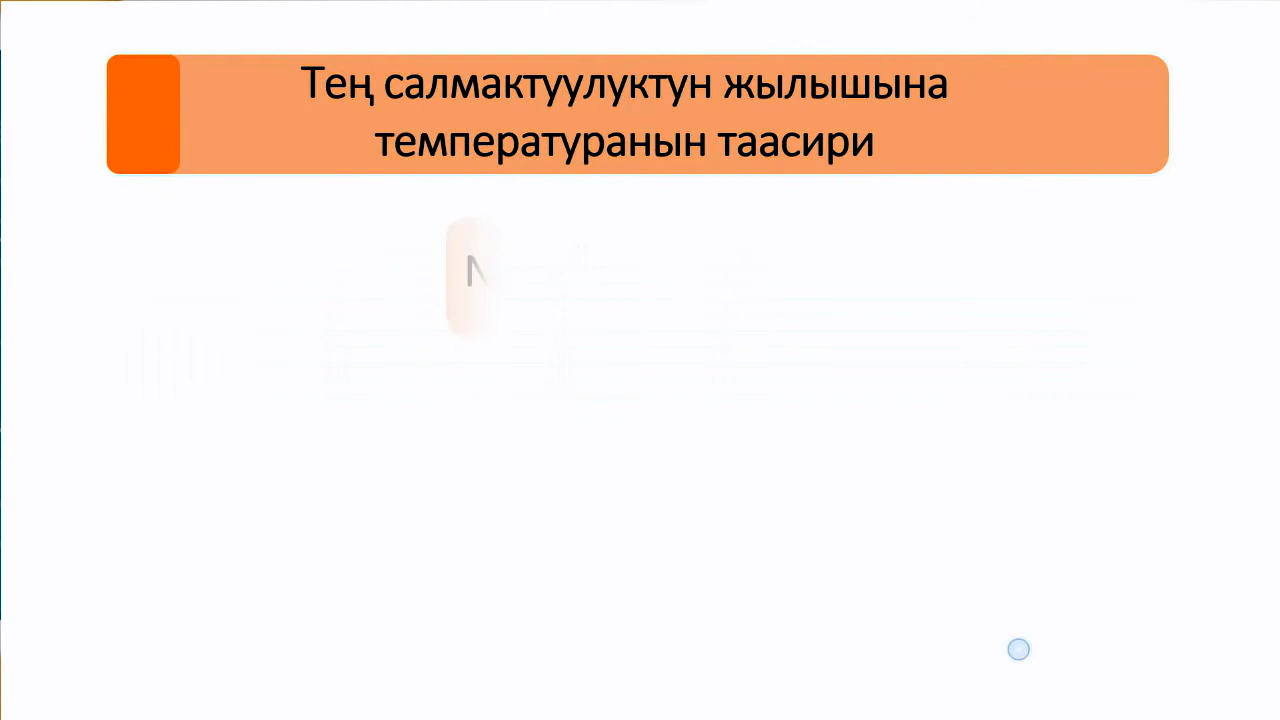 Тең салмактуулуктун жылышына
температуранын таасири
N